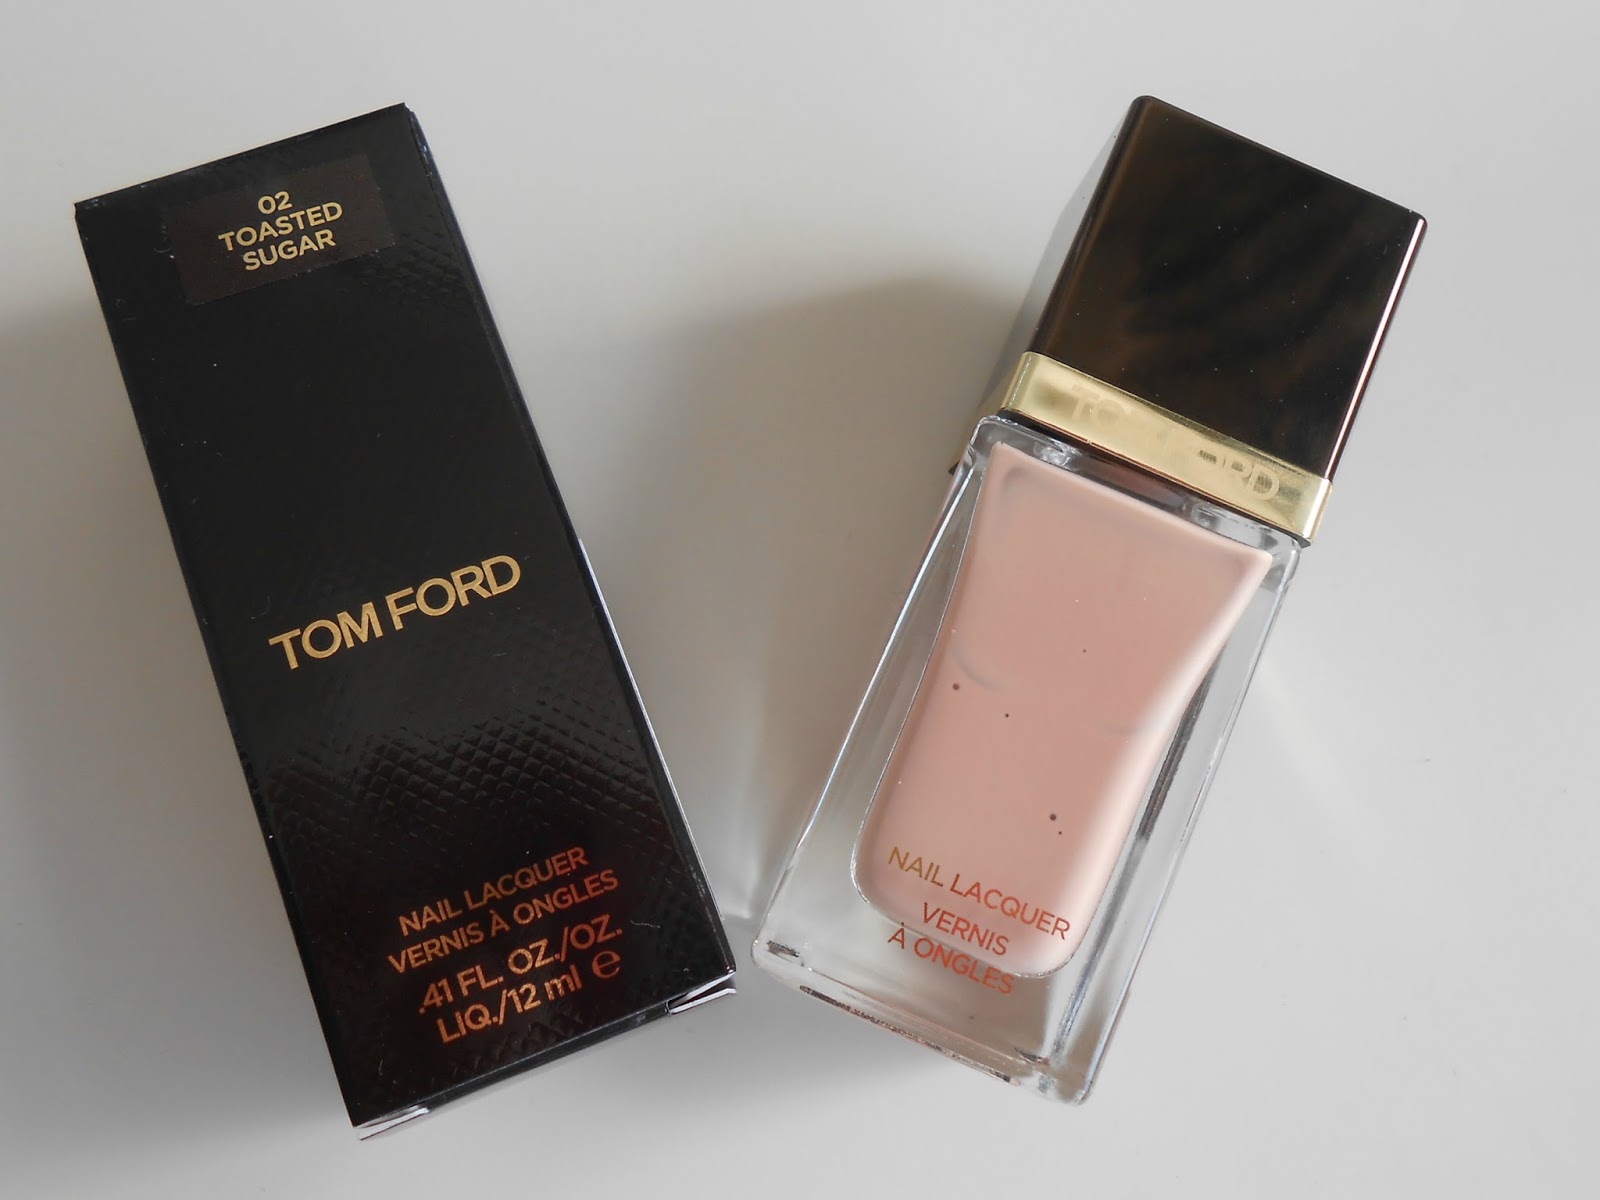 02
TOASTED
SUGAR
TOM FORD
NAIL LACQUER
VERNIS À ONGLES
.41 FL. OZ./OZ.
LIQ./12 ml e
TOM FORD
NAIL LACQUER
VERNIS
À ONGLES